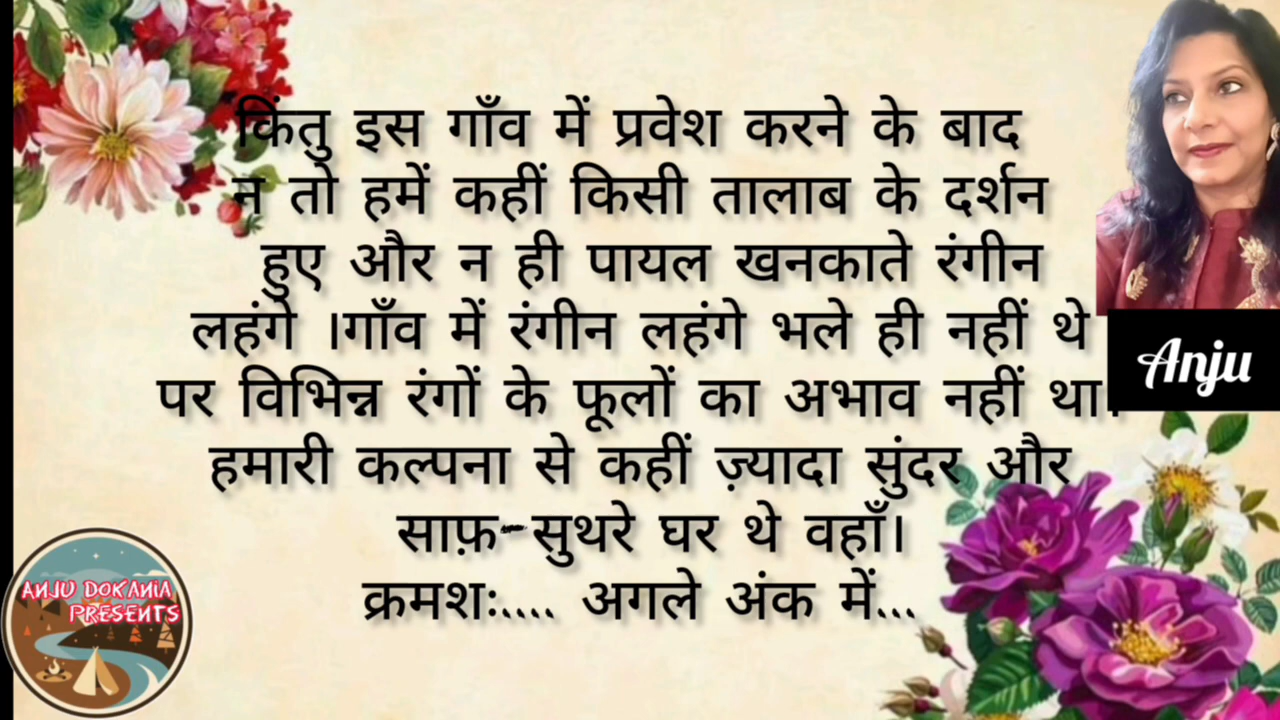 किंतु इस गाँव में प्रवेश करने के बाद
न तो हमें कहीं किसी तालाब के दर्शन
हुए और न ही पायल खनकाते रंगीन
लहंगे ।गाँव में रंगीन लहंगे भले ही नहीं थे
पर विभिन्न रंगों के फूलों का अभाव नहीं था।
हमारी कल्पना से कहीं ज़्यादा सुंदर और
साफ़-सुथरे घर थे वहाँ।
क्रमशः.... अगले अंक में...
Anju
ANJU DOKANIA
PRESENTS